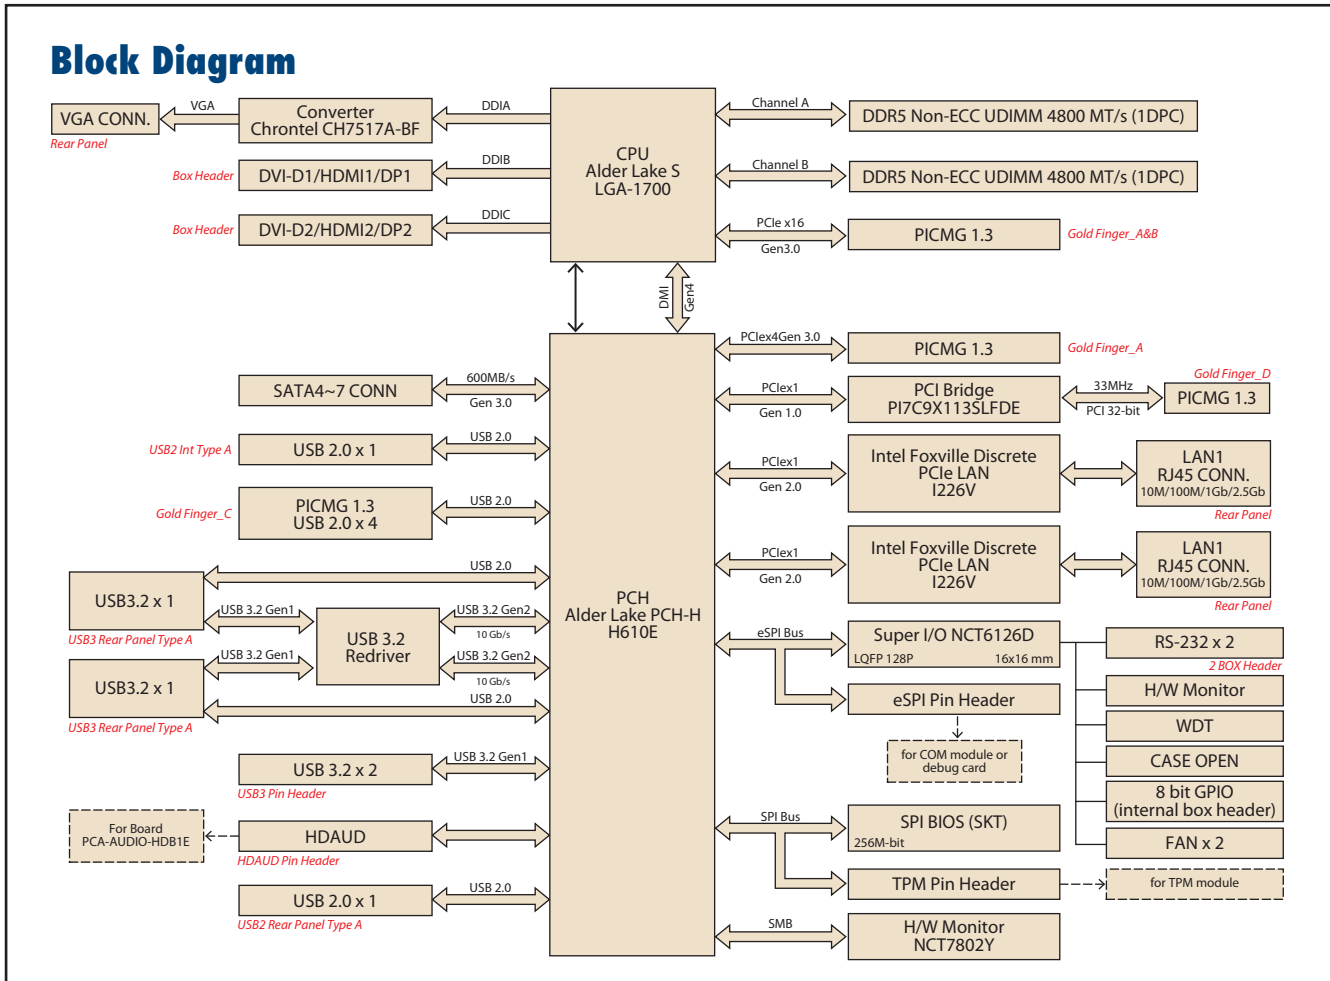 Block Diagram
VGA CONN.
Rear Panel
VGA
Converter
Chrontel CH7517A-BF
DDIA
Box Header
DVI-D1/HDMI1/DP1
DDIB
Box Header
DVI-D2/HDMI2/DP2
DDIC
CPU
Alder Lake S
LGA-1700
Channel A
DDR5 Non-ECC UDIMM 4800 MT/s (1DPC)
Channel B
DDR5 Non-ECC UDIMM 4800 MT/s (1DPC)
PCIe x16
Gen3.0
PICMG 1.3
Gold Finger_A&B
DMI
Gen4
SATA4~7 CONN
600MB/s
Gen 3.0
USB2 Int Type A
USB 2.0 x 1
USB 2.0
Gold Finger_C
PICMG 1.3
USB 2.0 x 4
USB 2.0
USB3.2 x 1
USB3 Rear Panel Type A
USB 2.0
USB 3.2 Gen1
USB 3.2
Redriver
USB 3.2 Gen2
10 Gb/s
USB 3.2 Gen1
USB 3.2 Gen2
10 Gb/s
USB3.2 x 1
USB3 Rear Panel Type A
USB 2.0
USB 3.2 x 2
USB3 Pin Header
USB 3.2 Gen1
For Board
PCA-AUDIO-HDB1E
HDAUD
HDAUD Pin Header
USB 2.0 x 1
USB2 Rear Panel Type A
USB 2.0
PCH
Alder Lake PCH-H
H610E
PCIex4Gen 3.0
PICMG 1.3
Gold Finger_A
PCIex1
Gen 1.0
PCI Bridge
PI7C9X113SLFDE
33MHz
PCI 32-bit
Gold Finger_D
PICMG 1.3
PCIex1
Gen 2.0
Intel Foxville Discrete
PCIe LAN
I226V
LAN1
RJ45 CONN.
10M/100M/1Gb/2.5Gb
Rear Panel
PCIex1
Gen 2.0
Intel Foxville Discrete
PCIe LAN
I226V
LAN1
RJ45 CONN.
10M/100M/1Gb/2.5Gb
Rear Panel
eSPI Bus
Super I/O NCT6126D
LQFP 128P 16x16 mm
eSPI Pin Header
for COM module or
debug card
RS-232 x 2
2 BOX Header
H/W Monitor
WDT
CASE OPEN
8 bit GPIO
(internal box header)
FAN x 2
SPI Bus
SPI BIOS (SKT)
256M-bit
TPM Pin Header
for TPM module
SMB
H/W Monitor
NCT7802Y